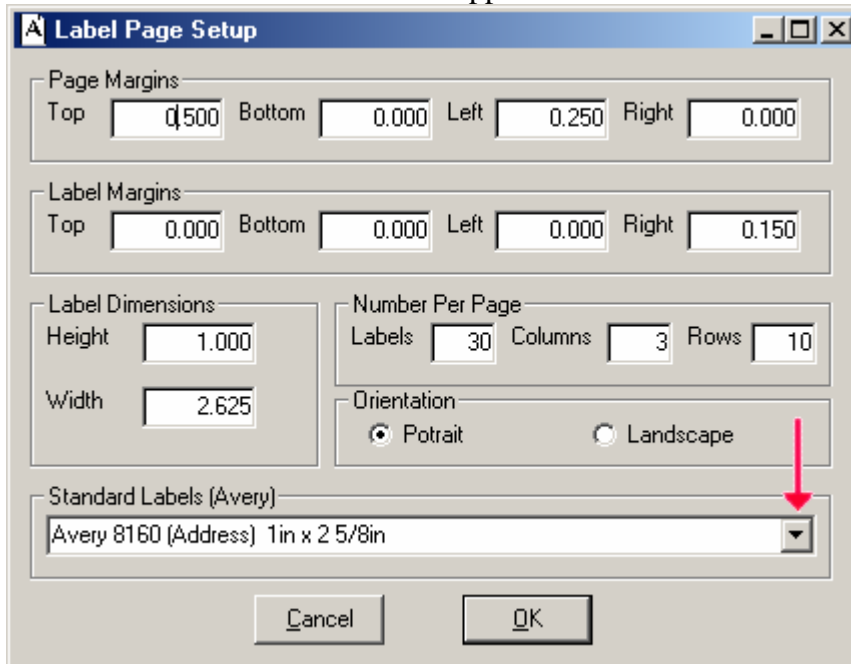 A Label Page Setup
Page Margins
Top 0.500 Bottom 0.000 Left 0.250 Right 0.000
Label Margins
Top 0.000 Bottom 0.000 Left 0.000 Right 0.150
Label Dimensions
Height 1.000
Width 2.625
Number Per Page
Labels 30 Columns 3 Rows 10
Orientation
Potrait Landscape
Standard Labels (Avery)
Avery 8160 (Address) 1in x 2 5/8in
Cancel OK